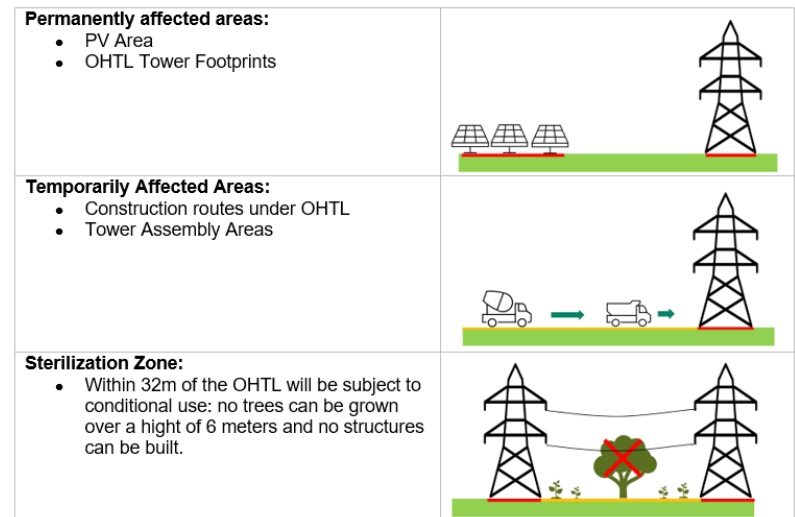 Permanently affected areas:
• PV Area
• OHTL Tower Footprints
Temporarily Affected Areas:
• Construction routes under OHTL
• Tower Assembly Areas
Sterilization Zone:
• Within 32m of the OHTL will be subject to
conditional use: no trees can be grown
over a hight of 6 meters and no structures
can be built.